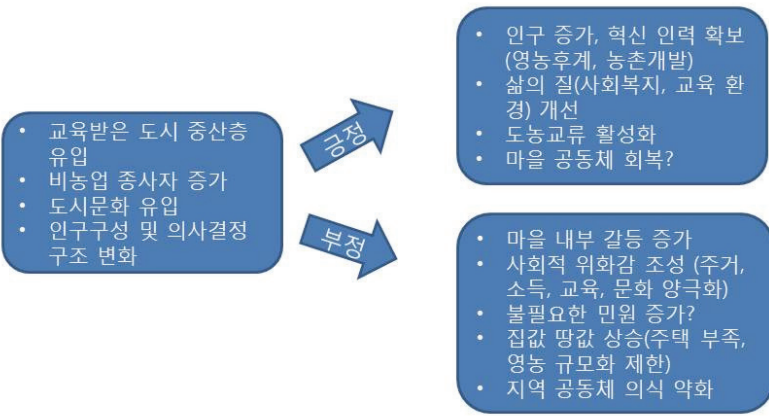 • 교육받은 도시 중산층
유입
• 비농업 종사자 증가
• 도시문화 유입
• 인구구성 및 의사결정
구조 변화
긍정
• 인구 증가, 혁신 인력 확보
(영농후계, 농촌개발)
• 삶의 질(사회복지, 교육 환
경) 개선
• 도농교류 활성화
• 마을 공동체 회복?
부정
• 마을 내부 갈등 증가
• 사회적 위화감 조성 (주거,
소득, 교육, 문화 양극화)
• 불필요한 민원 증가?
• 집값 땅값 상승(주택 부족,
영농 규모화 제한)
• 지역 공동체 의식 약화